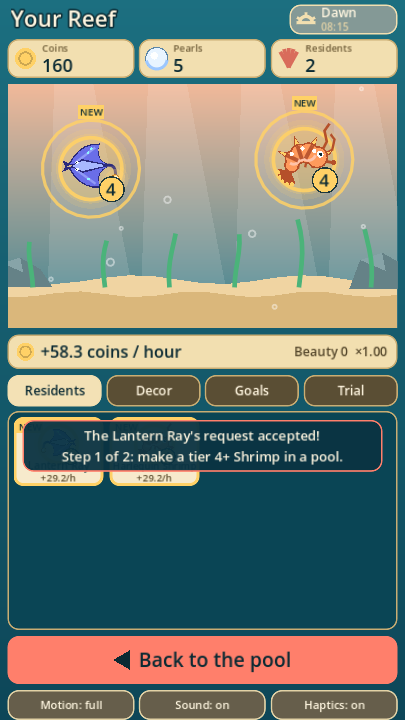 Your Reef
Dawn
08:15
Coins
160
Pearls
5
Residents
2
NEW
NEW
4
4
+58.3 coins / hour
Beauty 0 ×1.00
Residents
Decor
Goals
Trial
The Lantern Ray's request accepted!
Step 1 of 2: make a tier 4+ Shrimp in a pool.
+29.2/h
+29.2/h
Back to the pool
Motion: full
Sound: on
Haptics: on